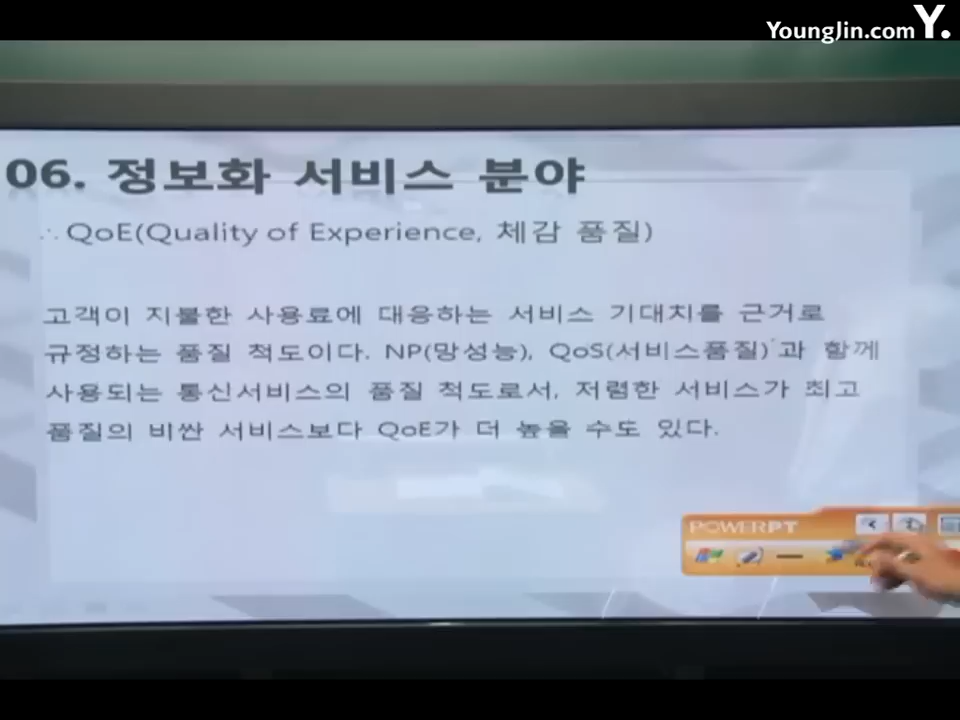 YoungJin.com Y.
06. 정보화 서비스 분야
∴ QoE(Quality of Experience, 체감 품질)
고객이 지불한 사용료에 대응하는 서비스 기대치를 근거로
규정하는 품질 척도이다. NP(망성능), QoS(서비스품질)과 함께
사용되는 통신서비스의 품질 척도로서, 저렴한 서비스가 최고
품질의 비싼 서비스보다 QoE가 더 높을 수도 있다.
POWERPT